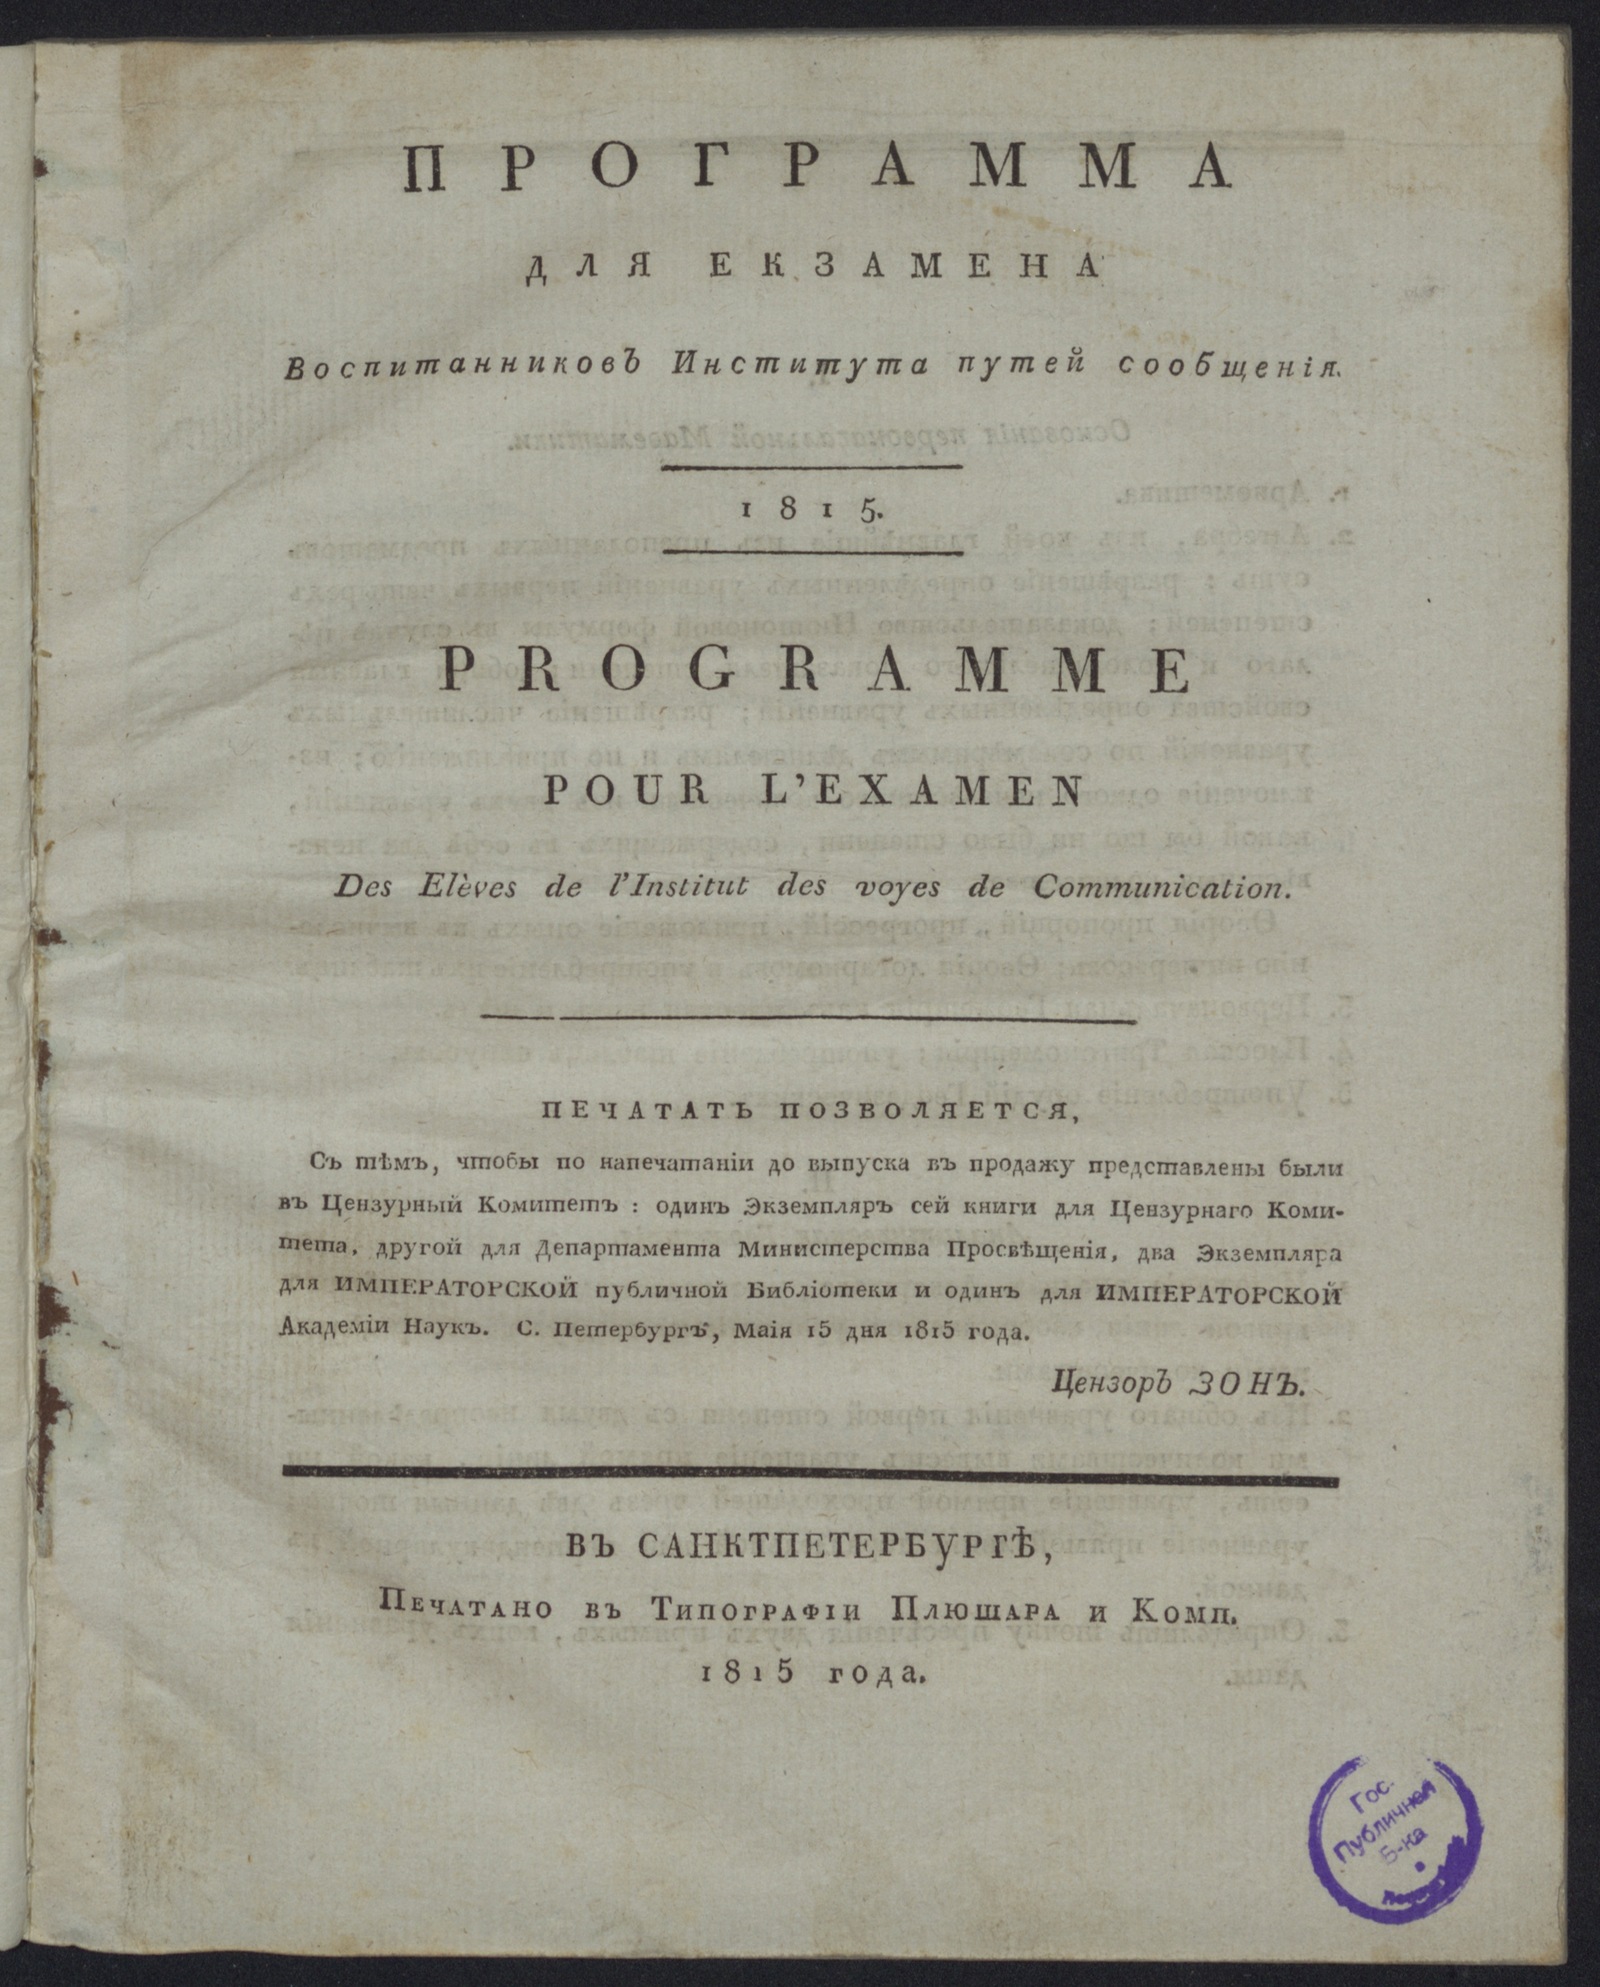 ПРОГРАММА
ДЛЯ ЕКЗАМЕНА
Воспитанниковъ Института путей сообщенія.
1815.
PROGRAMME
POUR L'EXAMEN
Des Elèves de l'Institut des voyes de Communication.
ПЕЧАТАТЬ ПОЗВОЛЯЕТСЯ,
Съ тѣмъ, чтобы по напечатаніи до выпуска въ продажу представлены были
въ Цензурный Комитетъ : одинъ Экземпляръ сей книги для Цензурнаго Коми-
тета, другой для Департамента Министерства Просвѣщенія, два Экземпляра
для ИМПЕРАТОРСКОЙ публичной Библіотеки и одинъ для ИМПЕРАТОРСКОЙ
Академіи Наукъ. С. Петербургъ, Маія 15 дня 1815 года.
Цензоръ ЗОНЪ.
ВЪ САНКТПЕТЕРБУРГѢ,
Печатано въ Типографіи Плюшара и Комп.
1815 года.
Гос.
Публичная
Б-ка